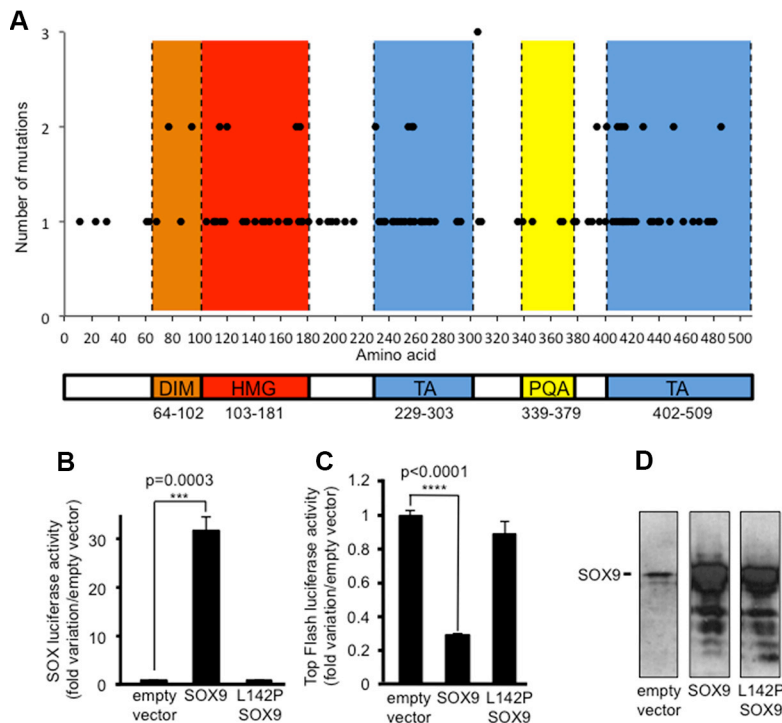 A
Number of mutations
3
2
1
0
0 20 40 60 80 100 120 140 160 180 200 220 240 260 280 300 320 340 360 380 400 420 440 460 480 500
Amino acid
DIM HMG TA PQA TA
64-102 103-181 229-303 339-379 402-509
B
p=0.0003
***
SOX luciferase activity
(fold variation/empty vector)
30
20
10
0
empty
vector
SOX9
L142P
SOX9
C
p<0.0001
****
Top Flash luciferase activity
(fold variation/empty vector)
1.2
1
0.8
0.6
0.4
0.2
0
empty
vector
SOX9
L142P
SOX9
D
SOX9
empty
vector
SOX9
L142P
SOX9